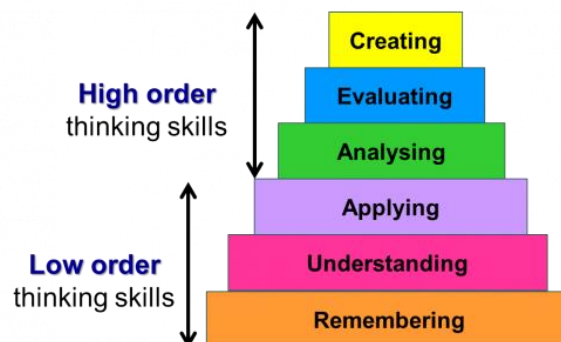 Creating
Evaluating
Analysing
Applying
Understanding
Remembering
High order
thinking skills
Low order
thinking skills